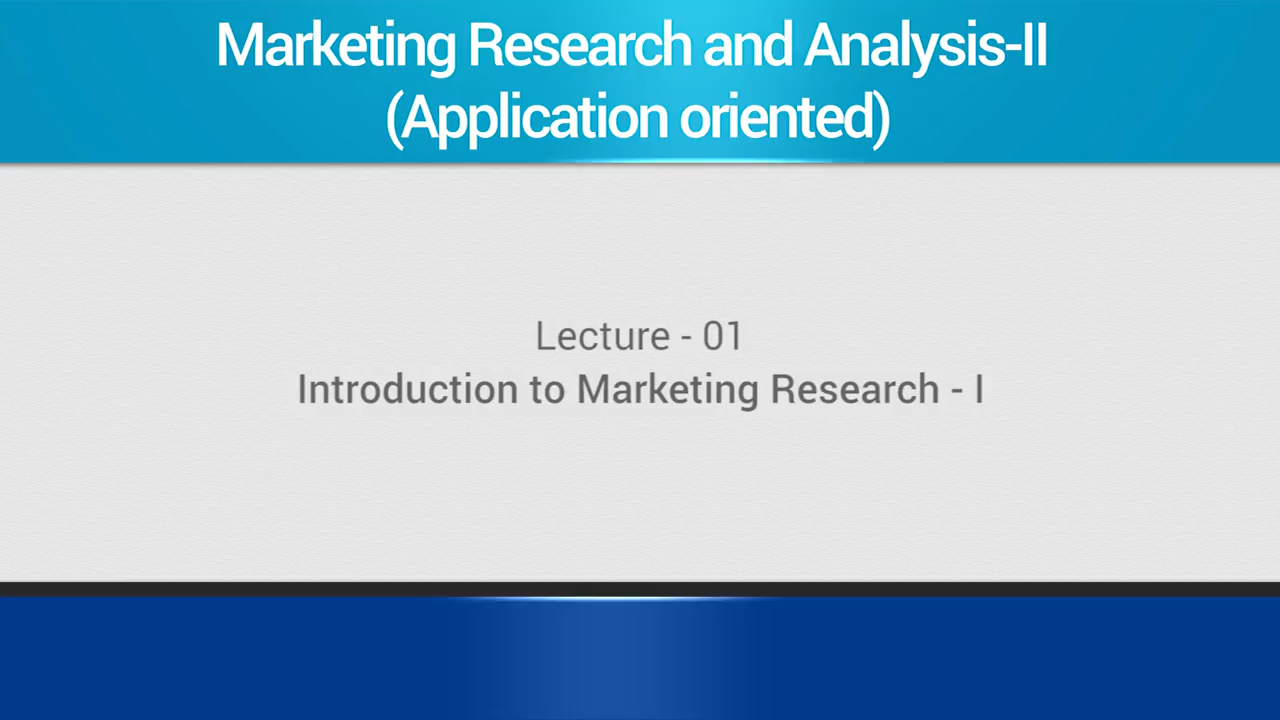 Marketing Research and Analysis-II
(Application oriented)
Lecture - 01
Introduction to Marketing Research - I